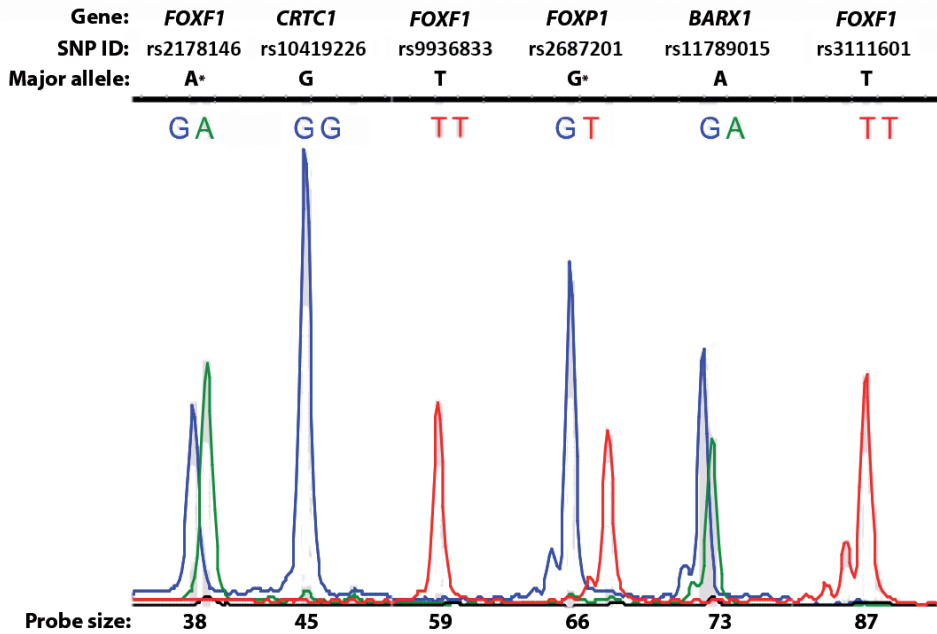 Gene: FOXF1 CRTC1 FOXF1 FOXP1 BARX1 FOXF1
SNP ID: rs2178146 rs10419226 rs9936833 rs2687201 rs11789015 rs3111601
Major allele: A* G T G* A T
GA GG TT GT GA TT
Probe size: 38 45 59 66 73 87